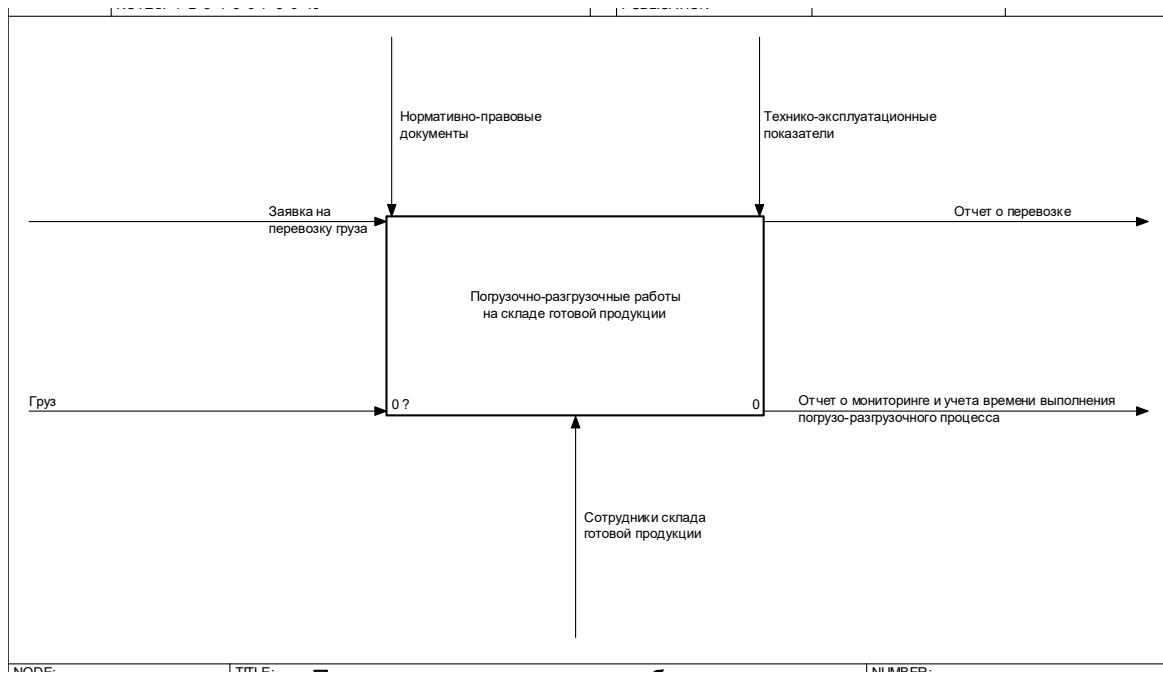 Нормативно-правовые
документы
Технико-эксплуатационные
показатели
Заявка на
перевозку груза
Отчет о перевозке
Погрузочно-разгрузочные работы
на складе готовой продукции
Груз
0 ?
0
Отчет о мониторинге и учета времени выполнения
погрузо-разгрузочного процесса
Сотрудники склада
готовой продукции
NODE:
TITLE:
NUMBER: